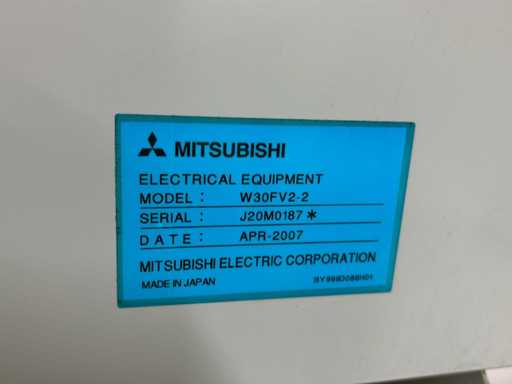 MITSUBISHI
ELECTRICAL EQUIPMENT
MODEL : W30FV2-2
SERIAL : J20M0187 *
DATE : APR-2007
MITSUBISHI ELECTRIC CORPORATION
MADE IN JAPAN